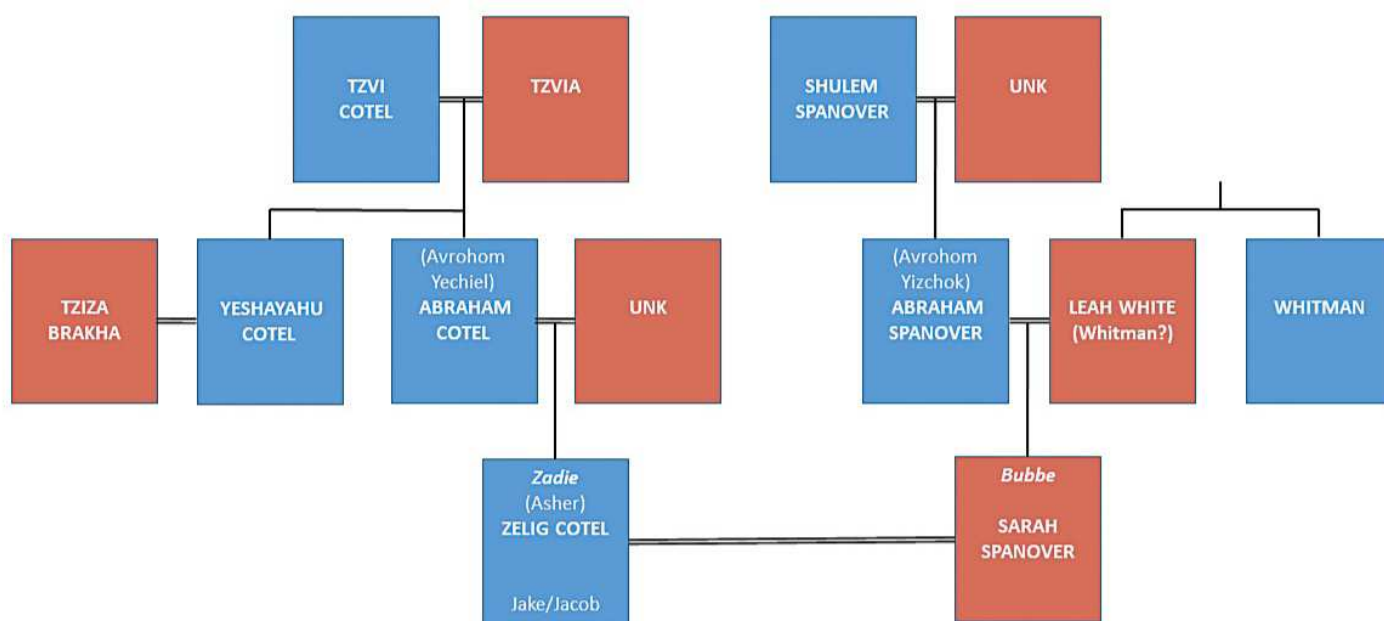 TZVI
COTEL
TZVIA
SHULEM
SPANOVER
UNK
TZIZA
BRAKHA
YESHAYAHU
COTEL
(Avrohom
Yechiel)
ABRAHAM
COTEL
UNK
(Avrohom
Yizchok)
ABRAHAM
SPANOVER
LEAH WHITE
(Whitman?)
WHITMAN
Zadie
(Asher)
ZELIG COTEL
Jake/Jacob
Bubbe
SARAH
SPANOVER